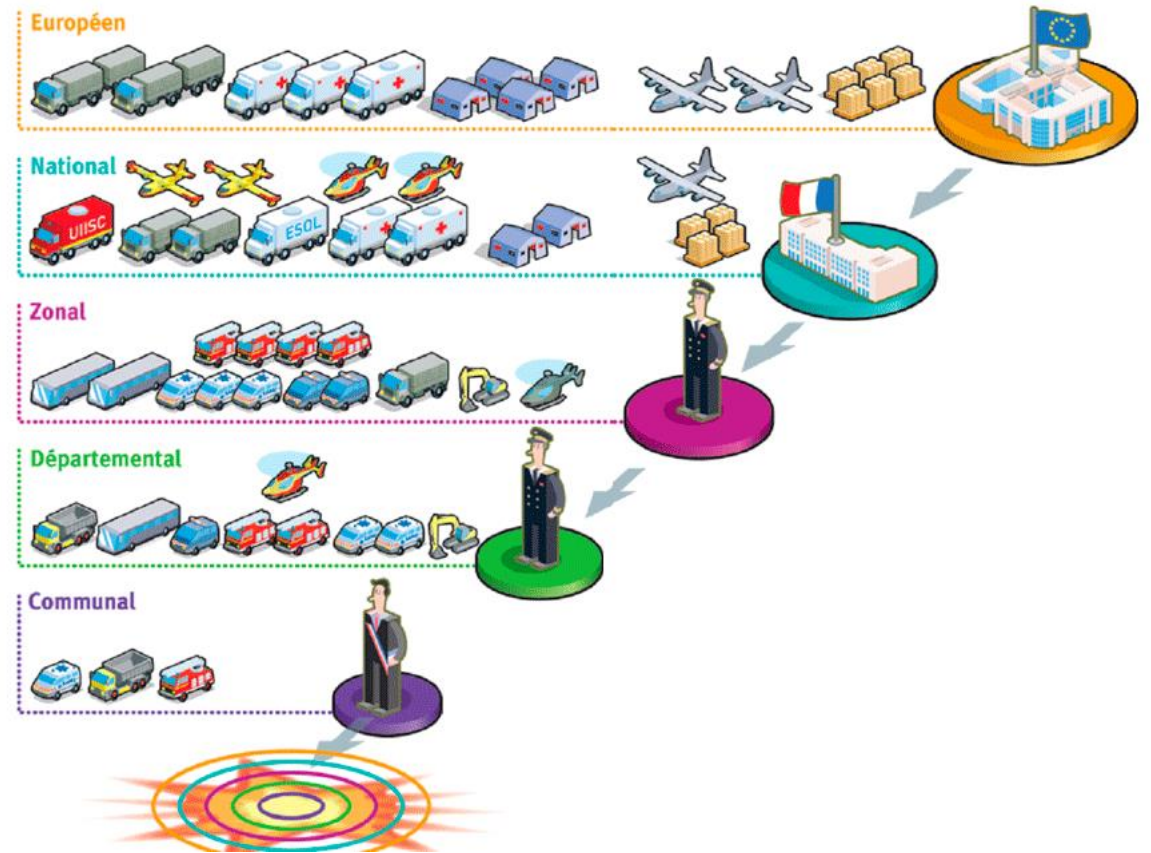 Européen
National
UIISC
ESOL
Zonal
Départemental
Communal